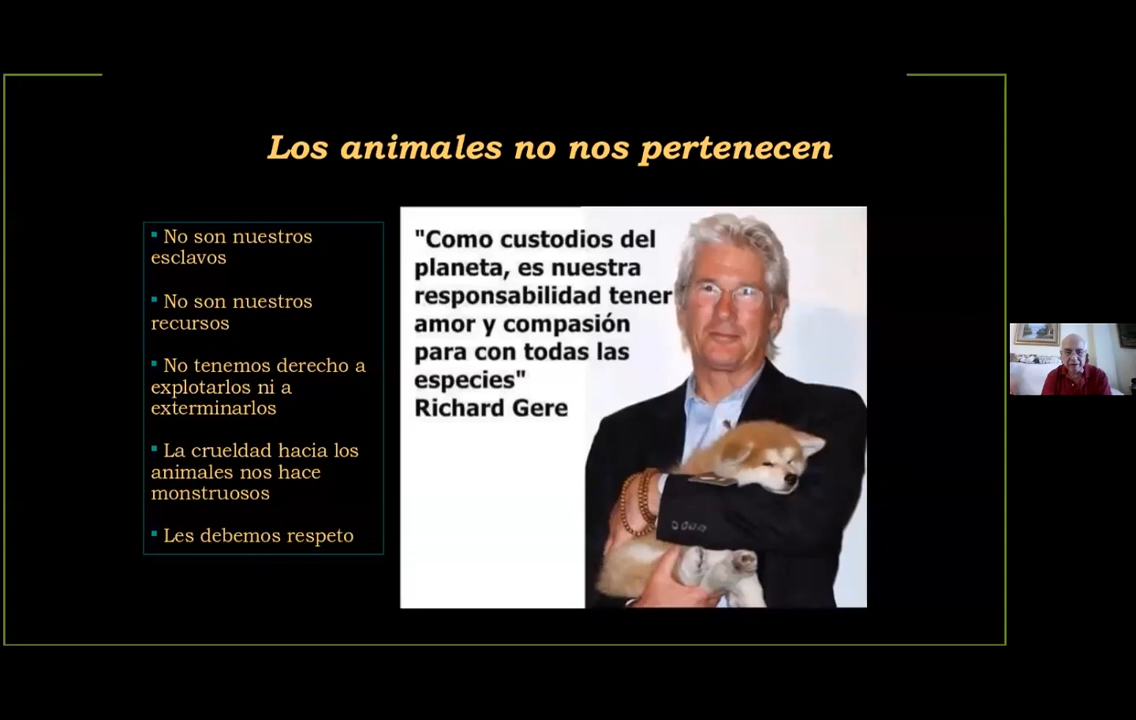 Los animales no nos pertenecen
▪ No son nuestros
esclavos
▪ No son nuestros
recursos
▪ No tenemos derecho a
explotarlos ni a
exterminarlos
▪ La crueldad hacia los
animales nos hace
monstruosos
▪ Les debemos respeto
"Como custodios del
planeta, es nuestra
responsabilidad tener
amor y compasión
para con todas las
especies"
Richard Gere